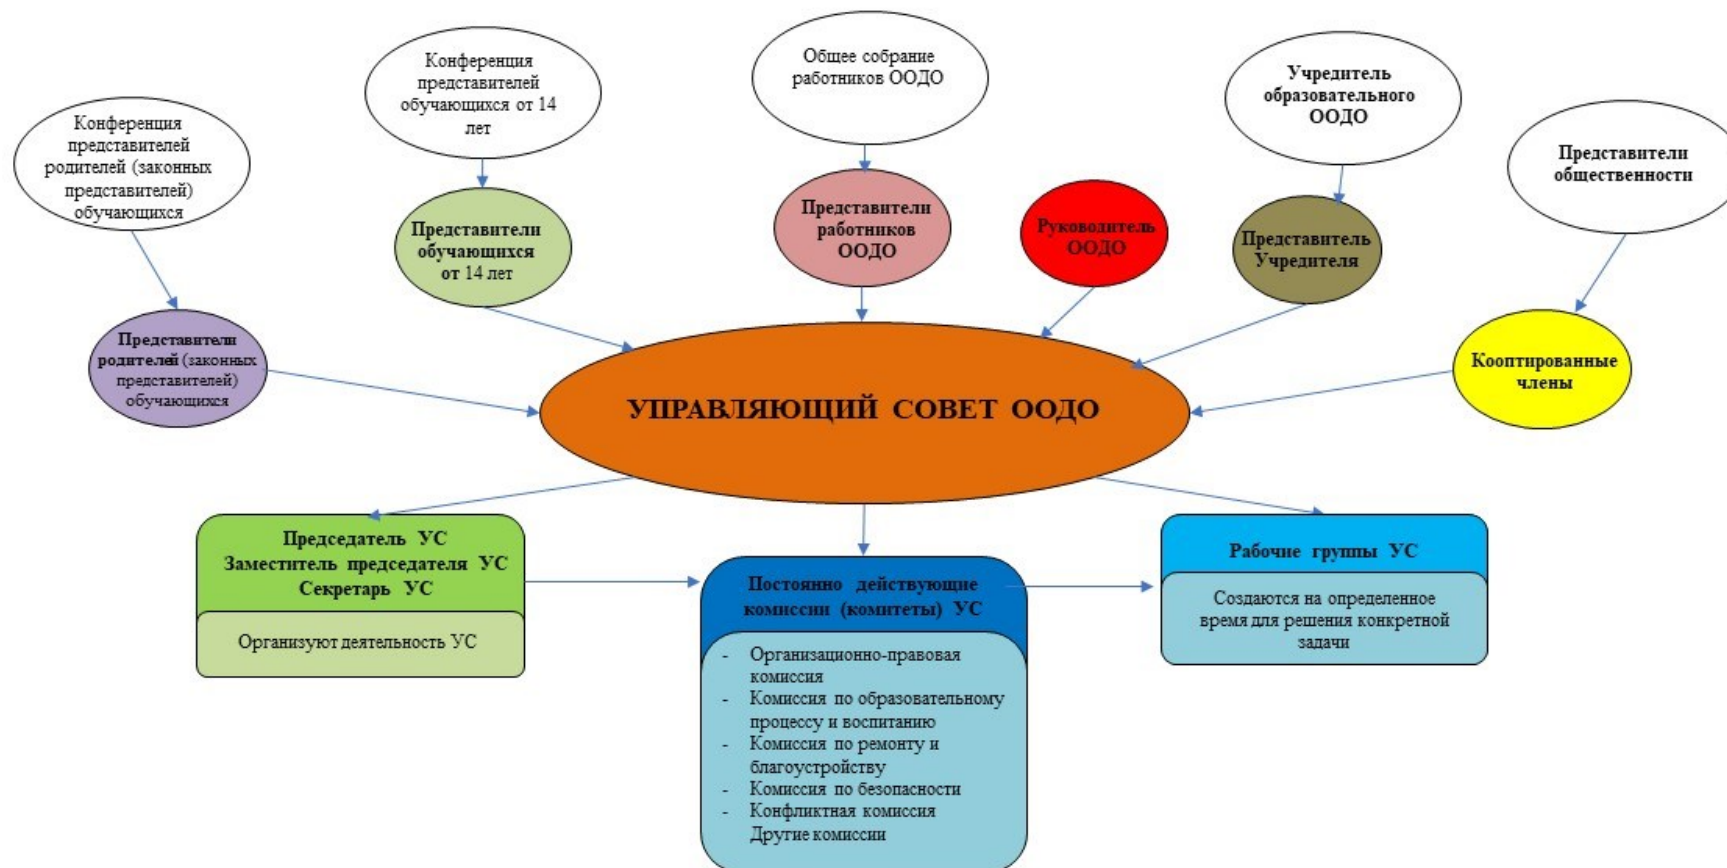 Конференция
представителей
родителей (законных
представителей)
обучающихся
Конференция
представителей
обучающихся от 14
лет
Общее собрание
работников ООДО
Учредитель
образовательного
ООДО
Представители
общественности
Представители
обучающихся
от 14 лет
Представители
работников
ООДО
Руководитель
ООДО
Представитель
Учредителя
Представители
родителей (законных
представителей)
обучающихся
Кооптированные
члены
УПРАВЛЯЮЩИЙ СОВЕТ ООДО
Председатель УС
Заместитель председателя УС
Секретарь УС
Организуют деятельность УС
Постоянно действующие
комиссии (комитеты) УС
- Организационно-правовая
комиссия
- Комиссия по образовательному
процессу и воспитанию
- Комиссия по ремонту и
благоустройству
- Комиссия по безопасности
- Конфликтная комиссия
Другие комиссии
Рабочие группы УС
Создаются на определенное
время для решения конкретной
задачи